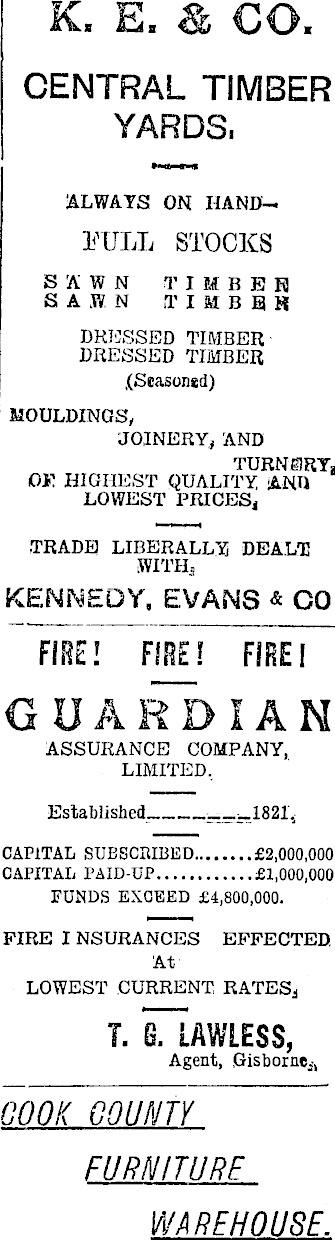 K. E. & CO.
CENTRAL TIMBER
YARDS.
ALWAYS ON HAND—
FULL STOCKS
SAWN TIMBER
SAWN TIMBER
DRESSED TIMBER
DRESSED TIMBER
(Seasoned)
MOULDINGS,
JOINERY, AND
TURNERY,
OF HIGHEST QUALITY AND
LOWEST PRICES,
TRADE LIBERALLY DEALT
WITH,
KENNEDY, EVANS & CO
FIRE! FIRE! FIRE!
GUARDIAN
ASSURANCE COMPANY,
LIMITED.
Established_______1821.
CAPITAL SUBSCRIBED........£2,000,000
CAPITAL PAID-UP............£1,000,000
FUNDS EXCEED £4,800,000.
FIRE INSURANCES EFFECTED
At
LOWEST CURRENT RATES,
T. G. LAWLESS,
Agent, Gisborne,
COOK COUNTY
FURNITURE
WAREHOUSE.